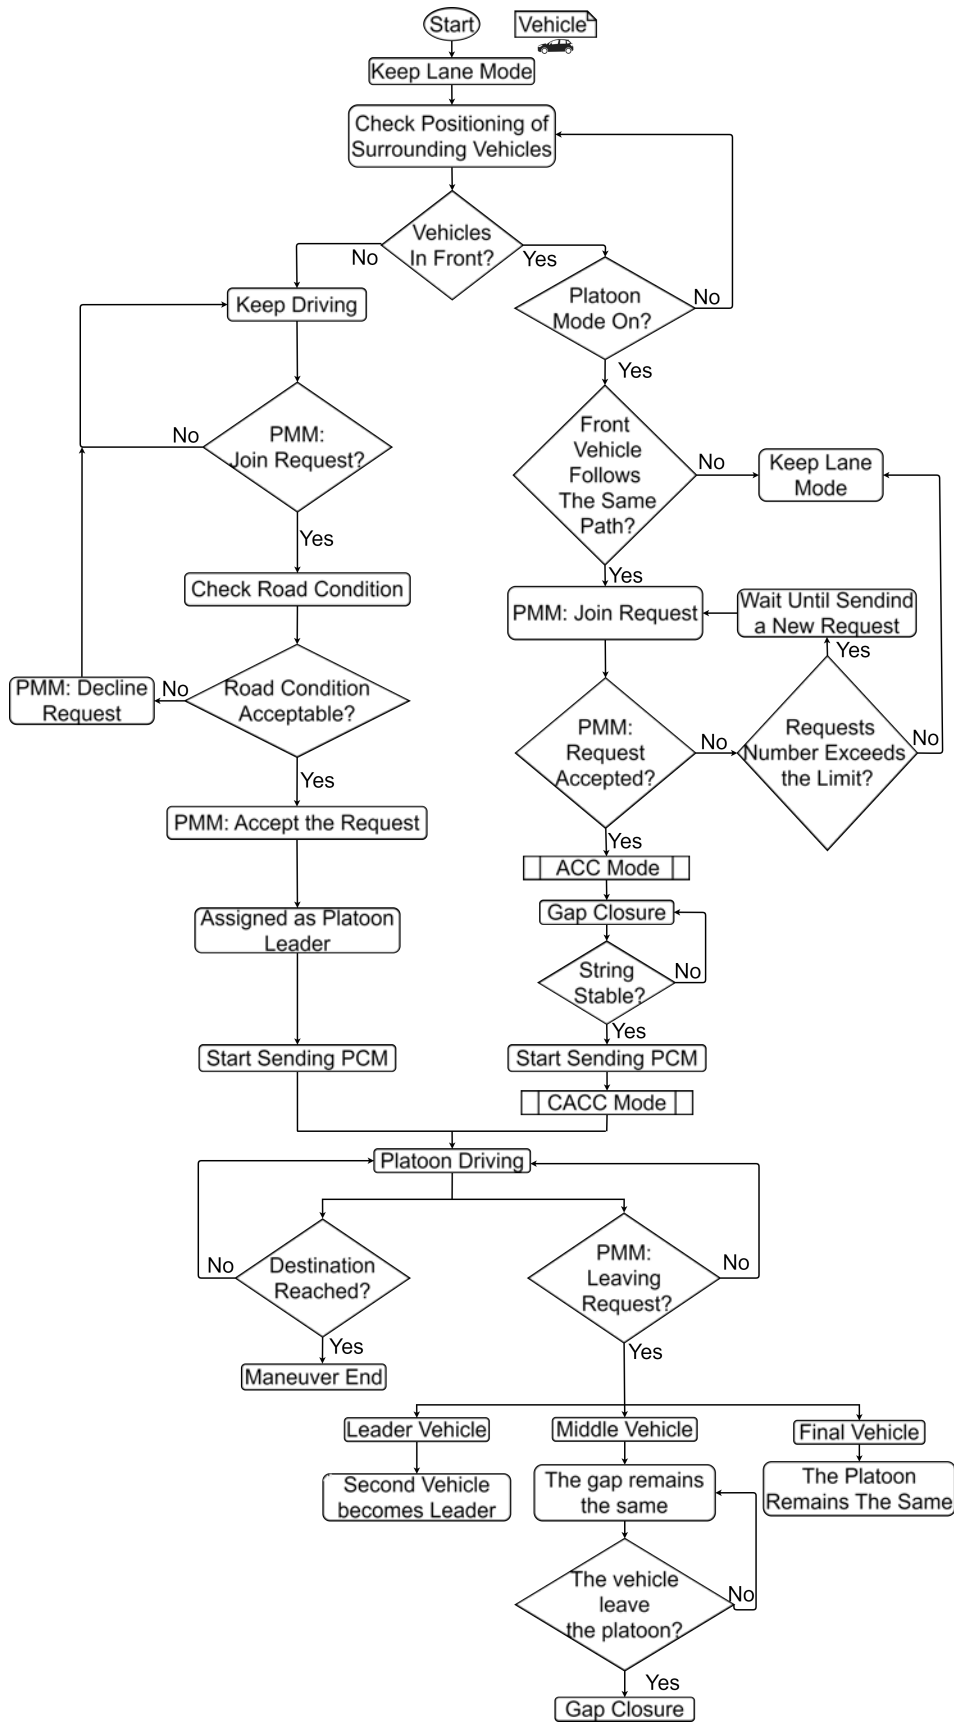 Start
Vehicle
Keep Lane Mode
Check Positioning of
Surrounding Vehicles
Vehicles
In Front?
No
Yes
Keep Driving
Platoon
Mode On?
No
Yes
PMM:
Join Request?
No
Yes
Front
Vehicle
Follows
The Same
Path?
No
Yes
Keep Lane
Mode
Check Road Condition
PMM: Join Request
Wait Until Sendind
a New Request
Yes
Road Condition
Acceptable?
No
Yes
PMM: Decline
Request
PMM:
Request
Accepted?
No
Yes
Requests
Number Exceeds
the Limit?
No
PMM: Accept the Request
ACC Mode
Assigned as Platoon
Leader
Gap Closure
String
Stable?
No
Yes
Start Sending PCM
Start Sending PCM
CACC Mode
Platoon Driving
Destination
Reached?
No
Yes
PMM:
Leaving
Request?
No
Yes
Maneuver End
Leader Vehicle
Middle Vehicle
Final Vehicle
Second Vehicle
becomes Leader
The gap remains
the same
The Platoon
Remains The Same
The vehicle
leave
the platoon?
No
Yes
Gap Closure